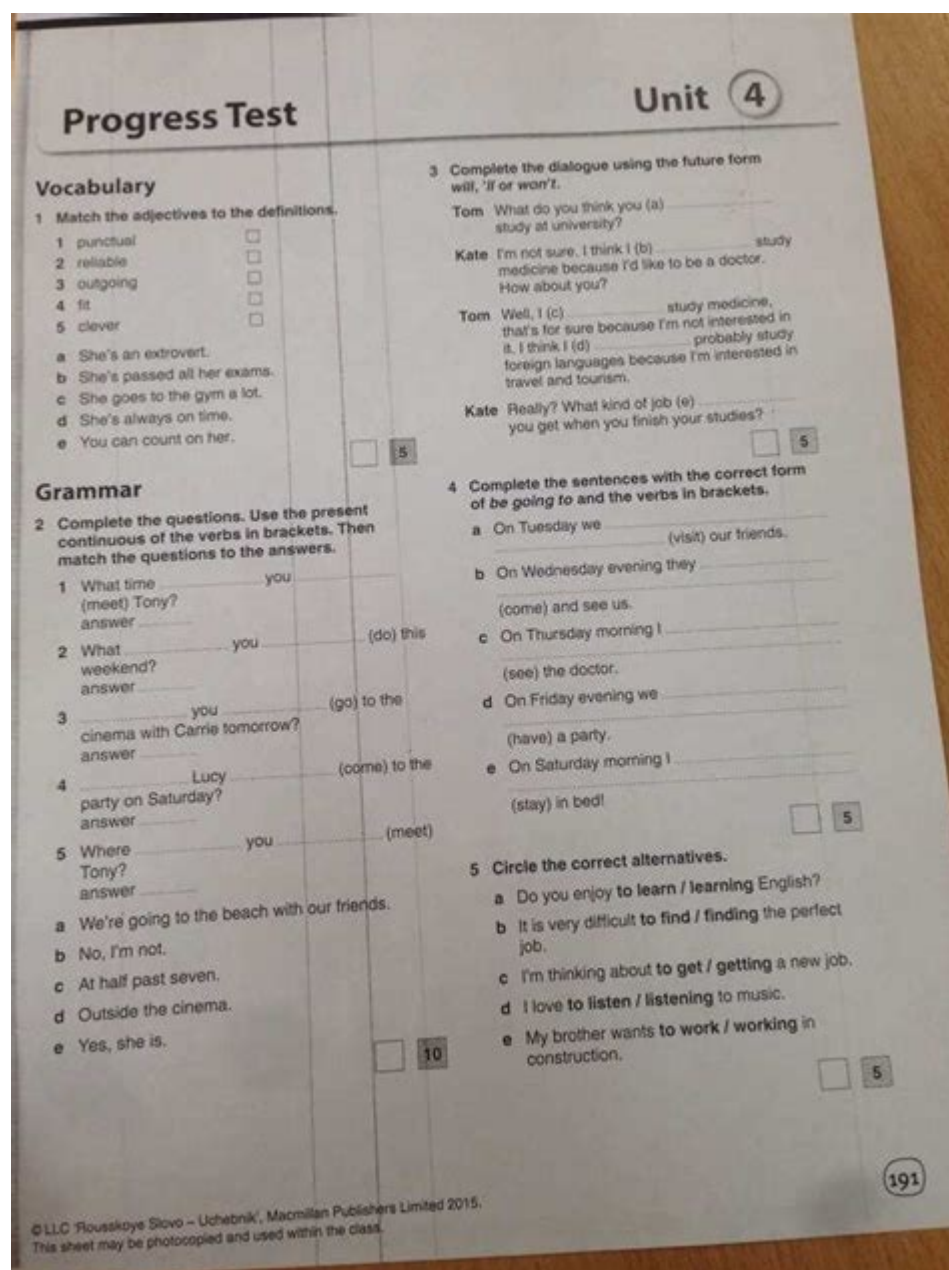 Progress Test
Unit 4
Vocabulary
1 Match the adjectives to the definitions.
1 punctual
2 reliable
3 outgoing
4 fit
5 clever
a She's an extrovert.
b She's passed all her exams.
c She goes to the gym a lot.
d She's always on time.
e You can count on her.
5
Grammar
2 Complete the questions. Use the present
continuous of the verbs in brackets. Then
match the questions to the answers.
1 What time you
(meet) Tony?
answer
2 What you (do) this
weekend?
answer
3 you (go) to the
cinema with Carrie tomorrow?
answer
4 Lucy (come) to the
party on Saturday?
answer
5 Where you (meet)
Tony?
answer
a We're going to the beach with our friends.
b No, I'm not.
c At half past seven.
d Outside the cinema.
e Yes, she is.
10
3 Complete the dialogue using the future form
will, 'll or won't.
Tom What do you think you (a)
study at university?
Kate I'm not sure. I think I (b) study
medicine because I'd like to be a doctor.
How about you?
Tom Well, I (c) study medicine,
that's for sure because I'm not interested in
it. I think I (d) probably study
foreign languages because I'm interested in
travel and tourism.
Kate Really? What kind of job (e)
you get when you finish your studies?
5
4 Complete the sentences with the correct form
of be going to and the verbs in brackets.
a On Tuesday we
(visit) our friends.
b On Wednesday evening they
(come) and see us.
c On Thursday morning I
(see) the doctor.
d On Friday evening we
(have) a party.
e On Saturday morning I
(stay) in bed!
5
5 Circle the correct alternatives.
a Do you enjoy to learn / learning English?
b It is very difficult to find / finding the perfect
job.
c I'm thinking about to get / getting a new job.
d I love to listen / listening to music.
e My brother wants to work / working in
construction.
5
191
© LLC 'Rousskoye Slovo – Uchebnik', Macmillan Publishers Limited 2015.
This sheet may be photocopied and used within the class.